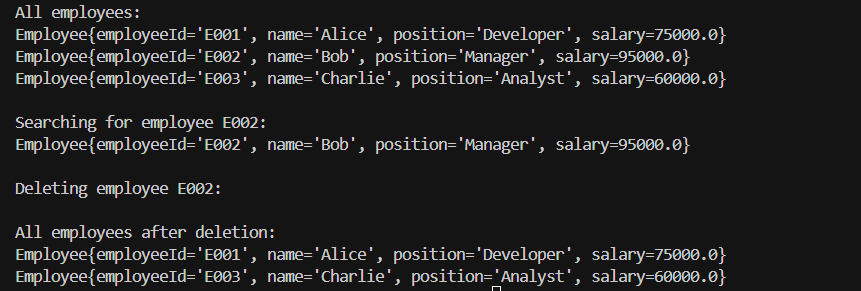 All employees:
Employee{employeeId='E001', name='Alice', position='Developer', salary=75000.0}
Employee{employeeId='E002', name='Bob', position='Manager', salary=95000.0}
Employee{employeeId='E003', name='Charlie', position='Analyst', salary=60000.0}

Searching for employee E002:
Employee{employeeId='E002', name='Bob', position='Manager', salary=95000.0}

Deleting employee E002:

All employees after deletion:
Employee{employeeId='E001', name='Alice', position='Developer', salary=75000.0}
Employee{employeeId='E003', name='Charlie', position='Analyst', salary=60000.0}